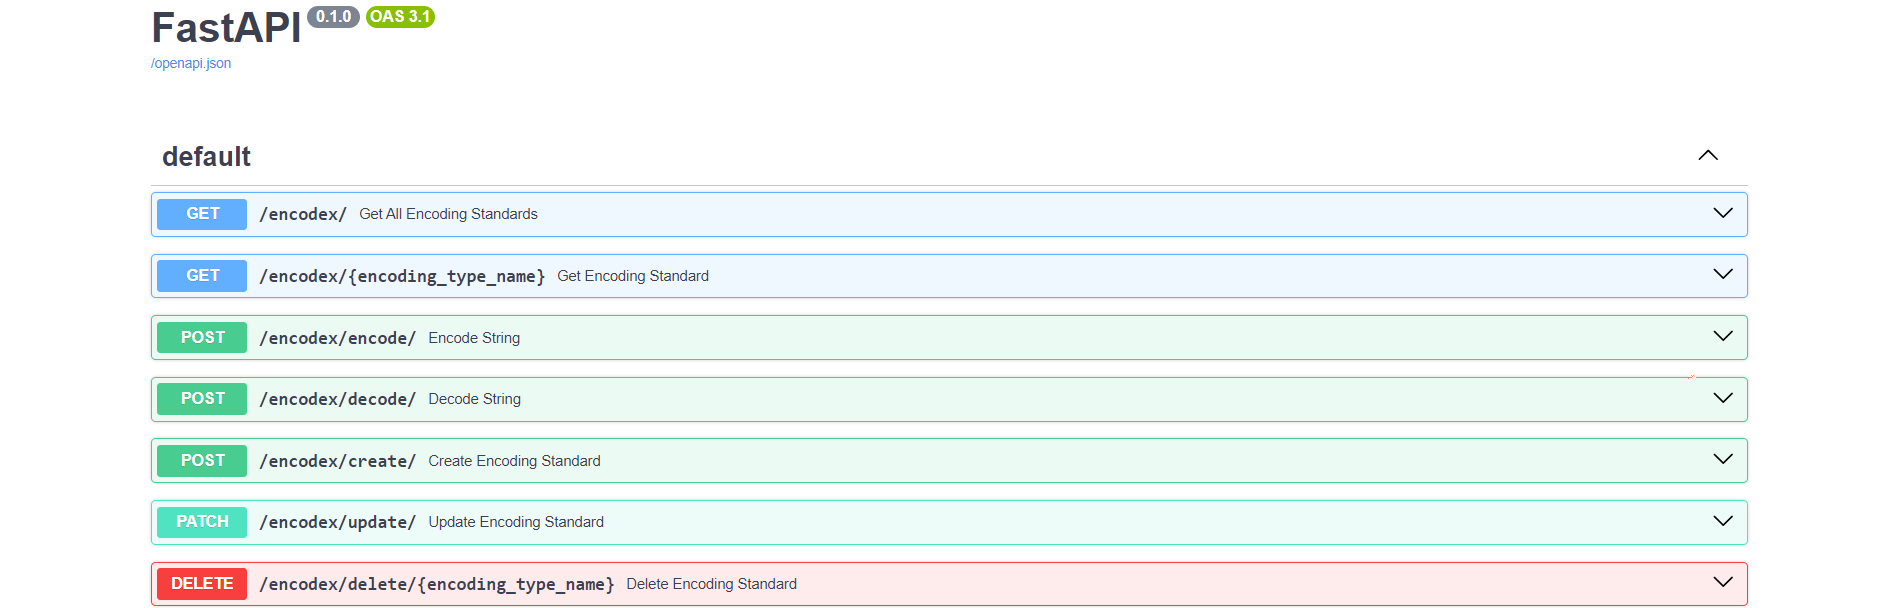 FastAPI 0.1.0 OAS 3.1
/openapi.json
default
GET /encodex/ Get All Encoding Standards
GET /encodex/{encoding_type_name} Get Encoding Standard
POST /encodex/encode/ Encode String
POST /encodex/decode/ Decode String
POST /encodex/create/ Create Encoding Standard
PATCH /encodex/update/ Update Encoding Standard
DELETE /encodex/delete/{encoding_type_name} Delete Encoding Standard